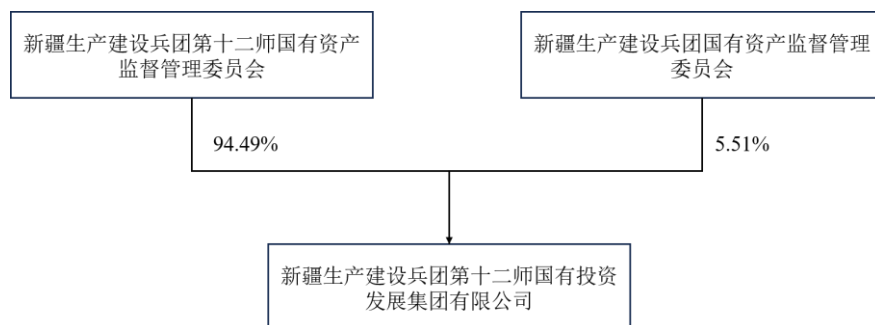 新疆生产建设兵团第十二师国有资产
监督管理委员会
新疆生产建设兵团国有资产监督管理
委员会
94.49%
5.51%
新疆生产建设兵团第十二师国有投资
发展集团有限公司